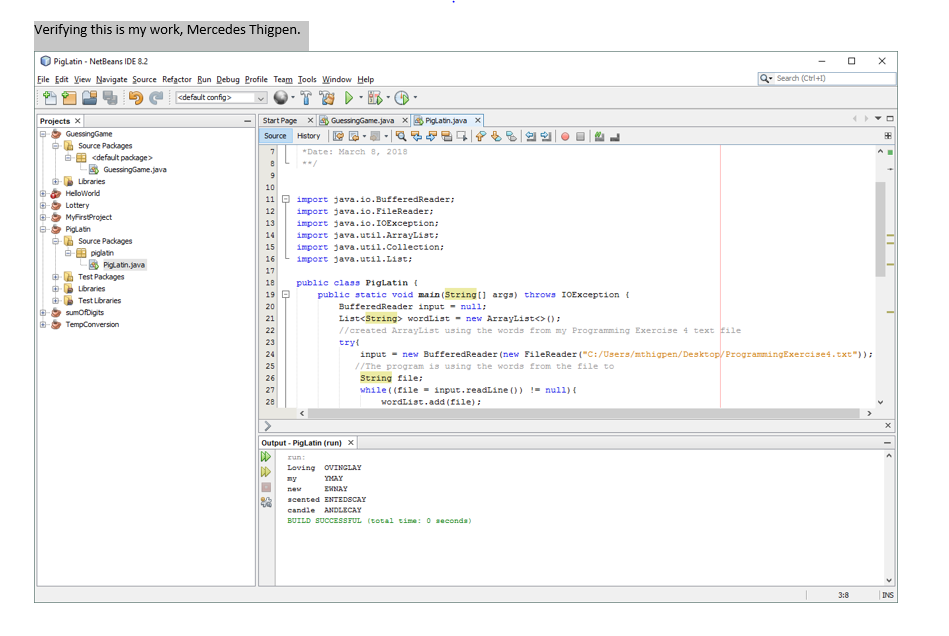 Verifying this is my work, Mercedes Thigpen.
PigLatin - NetBeans IDE 8.2
File Edit View Navigate Source Refactor Run Debug Profile Team Tools Window Help
Search (Ctrl+I)
<default config>
Projects
GuessingGame
Source Packages
<default package>
GuessingGame.java
Libraries
HelloWorld
Lottery
MyFirstProject
PigLatin
Source Packages
piglatin
PigLatin.java
Test Packages
Libraries
Test Libraries
sumOfDigits
TempConversion
Start Page GuessingGame.java PigLatin.java
Source History
7 *Date: March 8, 2018
8 **/
9
10
11 import java.io.BufferedReader;
12 import java.io.FileReader;
13 import java.io.IOException;
14 import java.util.ArrayList;
15 import java.util.Collection;
16 import java.util.List;
17
18 public class PigLatin {
19 public static void main(String[] args) throws IOException {
20 BufferedReader input = null;
21 List<String> wordList = new ArrayList<>();
22 //created ArrayList using the words from my Programming Exercise 4 text file
23 try{
24 input = new BufferedReader(new FileReader("C:/Users/mthigpen/Desktop/ProgrammingExercise4.txt"));
25 //The program is using the words from the file to
26 String file;
27 while((file = input.readLine()) != null){
28 wordList.add(file);
Output - PigLatin (run)
run:
Loving OVINGLAY
my YMAY
new EWNAY
scented ENTEDSCAY
candle ANDLECAY
BUILD SUCCESSFUL (total time: 0 seconds)
3:8 INS